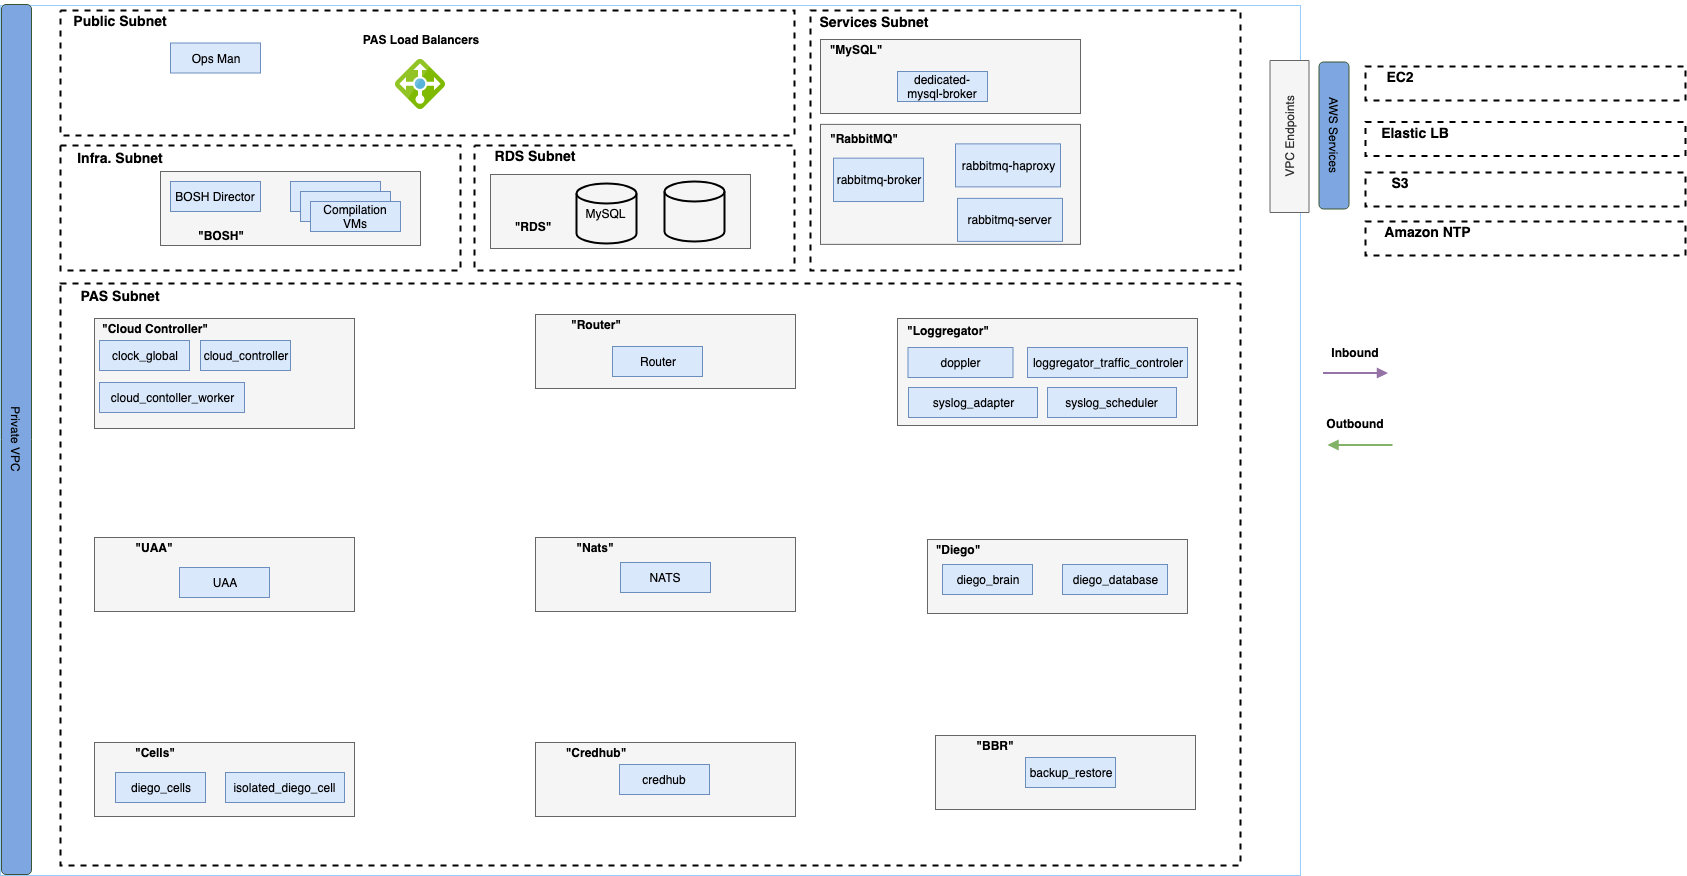 Private VPC
Public Subnet
Ops Man
PAS Load Balancers
Infra. Subnet
BOSH Director
Compilation
VMs
"BOSH"
RDS Subnet
"RDS"
MySQL
Services Subnet
"MySQL"
dedicated-
mysql-broker
"RabbitMQ"
rabbitmq-broker
rabbitmq-haproxy
rabbitmq-server
VPC Endpoints
AWS Services
EC2
Elastic LB
S3
Amazon NTP
Inbound
Outbound
PAS Subnet
"Cloud Controller"
clock_global
cloud_controller
cloud_contoller_worker
"Router"
Router
"Loggregator"
doppler
loggregator_traffic_controler
syslog_adapter
syslog_scheduler
"UAA"
UAA
"Nats"
NATS
"Diego"
diego_brain
diego_database
"Cells"
diego_cells
isolated_diego_cell
"Credhub"
credhub
"BBR"
backup_restore